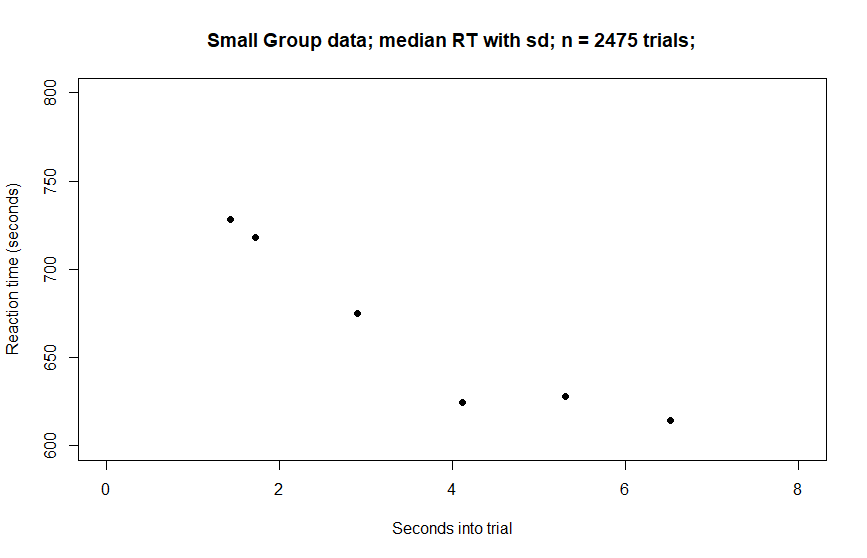 Small Group data; median RT with sd; n = 2475 trials;
Reaction time (seconds)
800
750
700
650
600
0 2 4 6 8
Seconds into trial